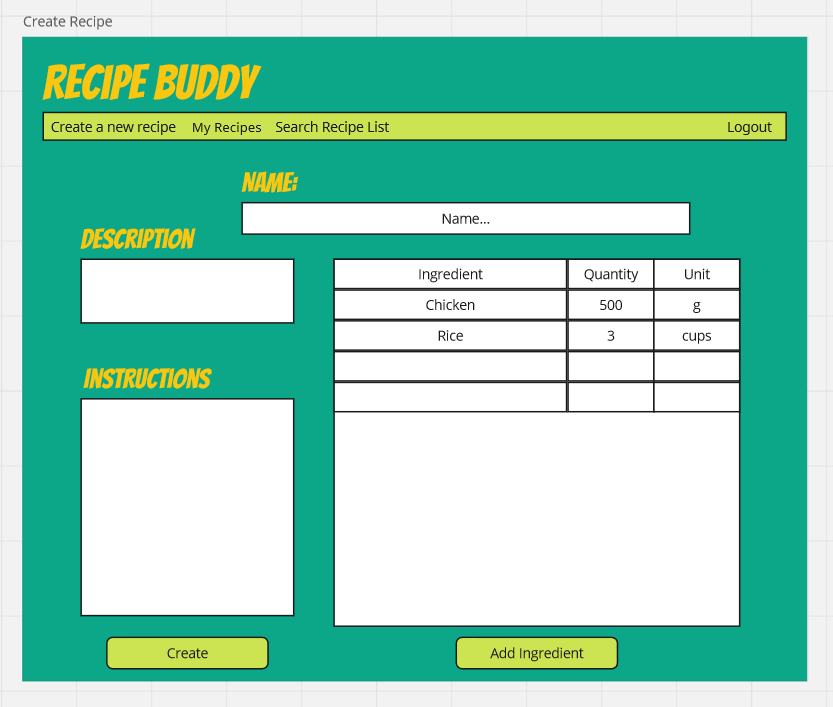 Create Recipe
RECIPE BUDDY
Create a new recipe My Recipes Search Recipe List Logout
NAME:
Name...
DESCRIPTION
Ingredient Quantity Unit
Chicken 500 g
Rice 3 cups
INSTRUCTIONS
Create Add Ingredient